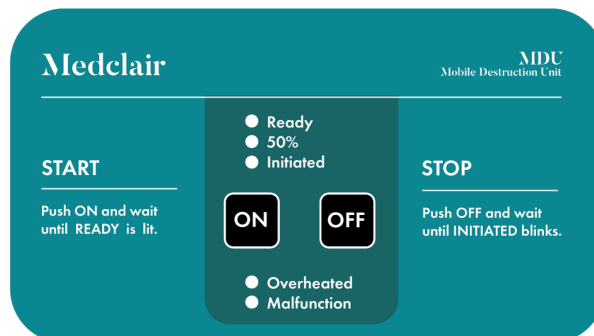 Medclair
MDU
Mobile Destruction Unit
Ready
50%
Initiated
START
Push ON and wait
until READY is lit.
ON
OFF
STOP
Push OFF and wait
until INITIATED blinks.
Overheated
Malfunction